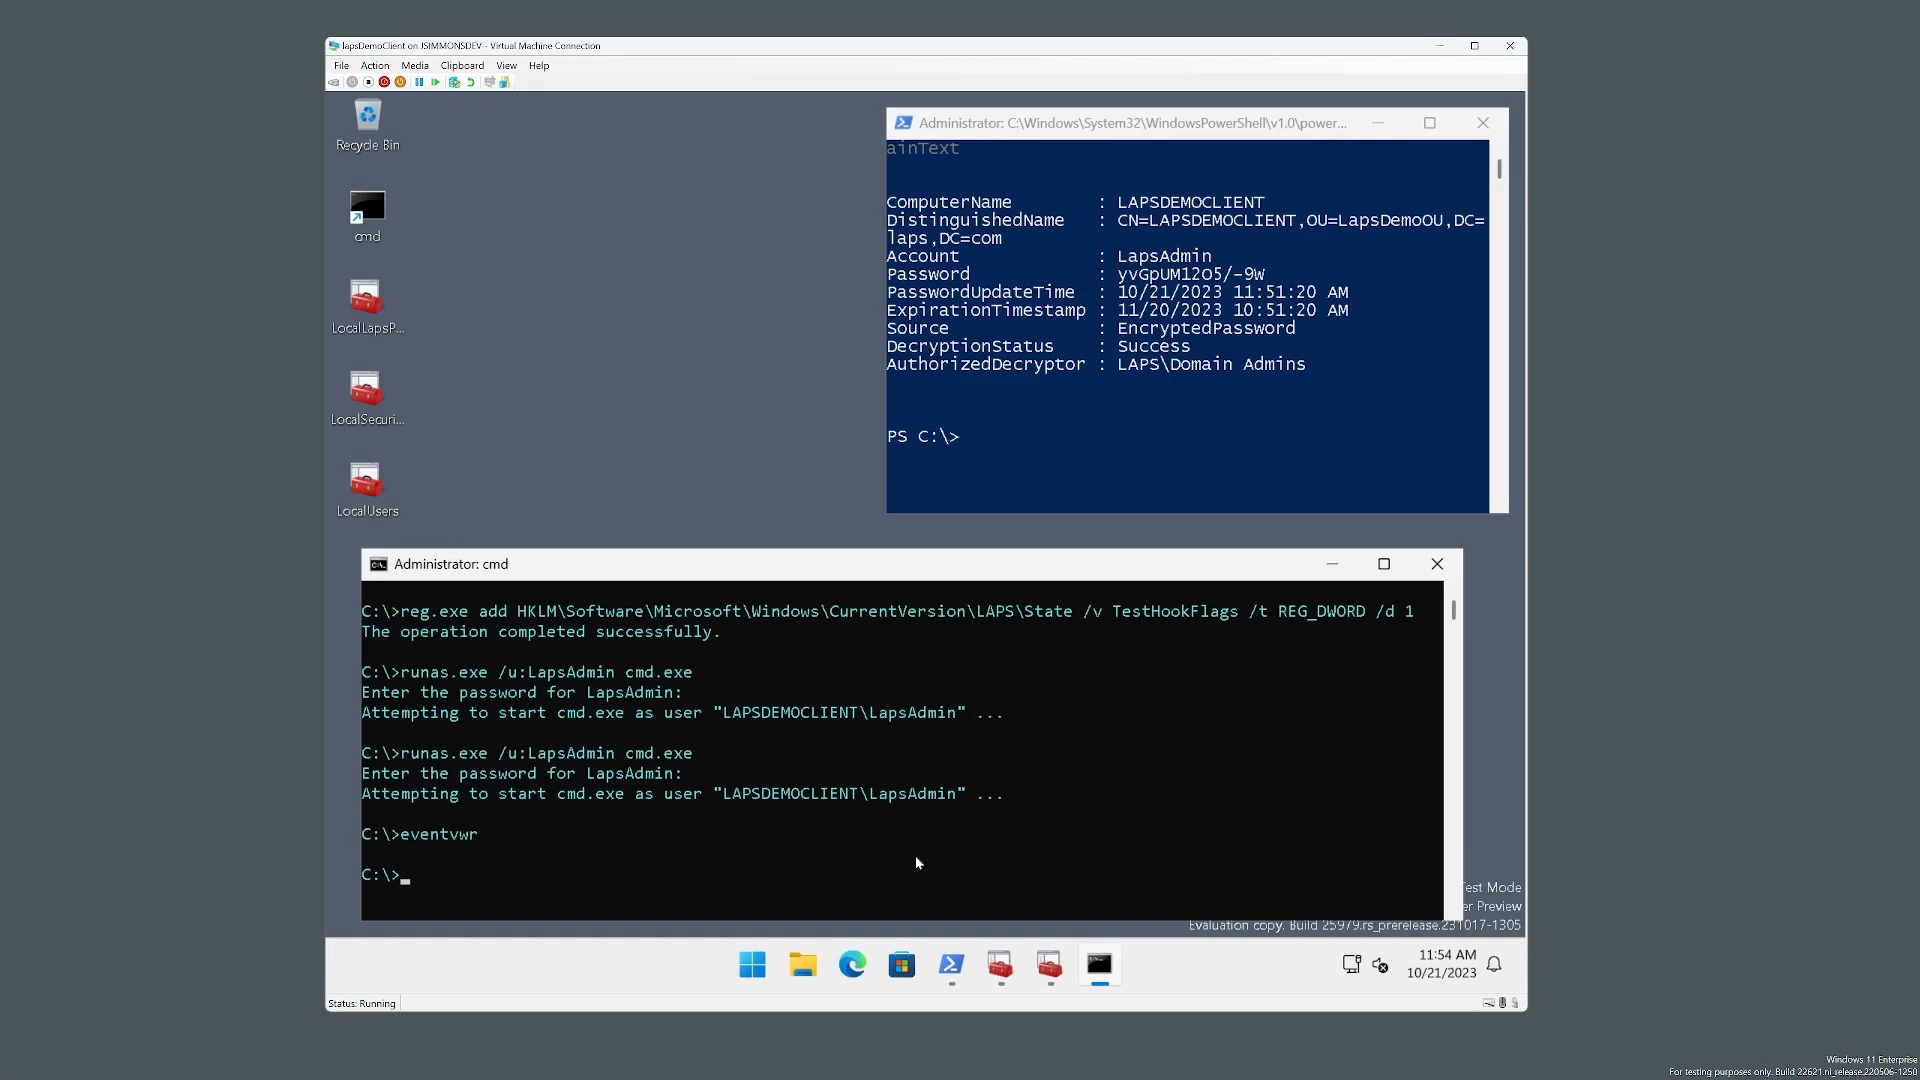 lapsDemoClient on JSIMMONSDEV - Virtual Machine Connection
File Action Media Clipboard View Help
Recycle Bin
cmd
LocalLapsP...
LocalSecuri...
LocalUsers
Administrator: C:\Windows\System32\WindowsPowerShell\v1.0\power...
ainText
ComputerName : LAPSDEMOCLIENT
DistinguishedName : CN=LAPSDEMOCLIENT,OU=LapsDemoOU,DC=
laps,DC=com
Account : LapsAdmin
Password : yvGpUM12O5/-9W
PasswordUpdateTime : 10/21/2023 11:51:20 AM
ExpirationTimestamp : 11/20/2023 10:51:20 AM
Source : EncryptedPassword
DecryptionStatus : Success
AuthorizedDecryptor : LAPS\Domain Admins
PS C:\>
Administrator: cmd
C:\>reg.exe add HKLM\Software\Microsoft\Windows\CurrentVersion\LAPS\State /v TestHookFlags /t REG_DWORD /d 1
The operation completed successfully.
C:\>runas.exe /u:LapsAdmin cmd.exe
Enter the password for LapsAdmin:
Attempting to start cmd.exe as user "LAPSDEMOCLIENT\LapsAdmin" ...
C:\>runas.exe /u:LapsAdmin cmd.exe
Enter the password for LapsAdmin:
Attempting to start cmd.exe as user "LAPSDEMOCLIENT\LapsAdmin" ...
C:\>eventvwr
C:\>
est Mode
er Preview
Evaluation copy. Build 25979.rs_prerelease.231017-1305
11:54 AM
10/21/2023
Status: Running
Windows 11 Enterprise
For testing purposes only. Build 22621.ni_release.220506-1250